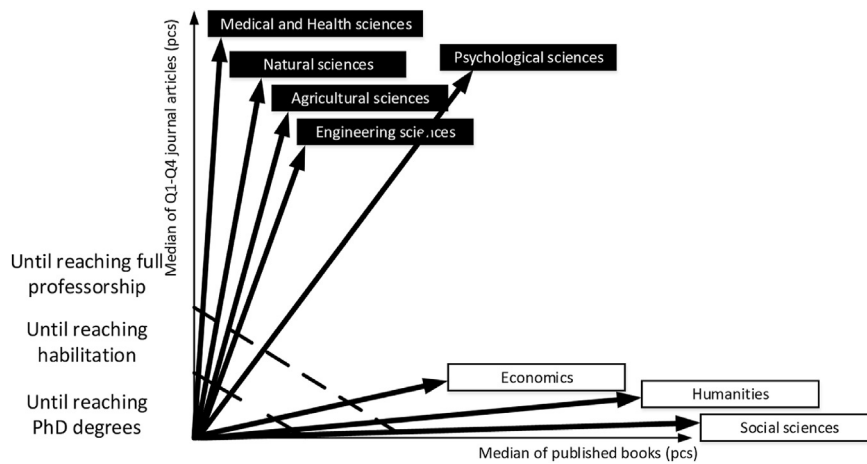 Medical and Health sciences
Natural sciences
Agricultural sciences
Engineering sciences
Psychological sciences
Median of Q1-Q4 journal articles (pcs)
Until reaching full
professorship
Until reaching
habilitation
Until reaching
PhD degrees
Economics
Humanities
Social sciences
Median of published books (pcs)